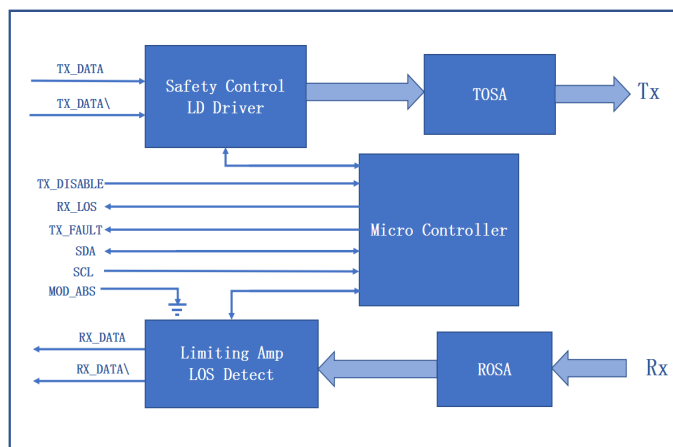 TX_DATA
TX_DATA\
Safety Control
LD Driver
TOSA
Tx
TX_DISABLE
RX_LOS
TX_FAULT
SDA
SCL
MOD_ABS
Micro Controller
RX_DATA
RX_DATA\
Limiting Amp
LOS Detect
ROSA
Rx